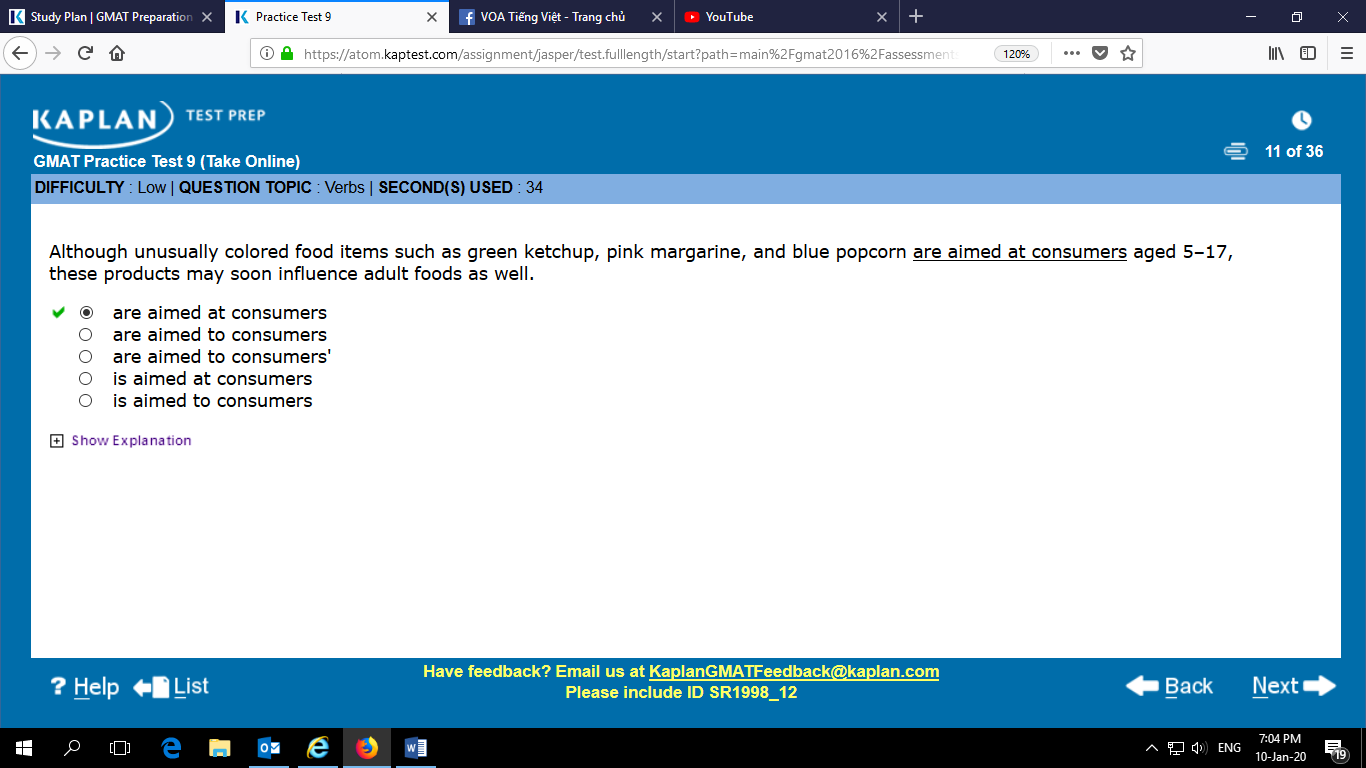 Study Plan | GMAT Preparation
Practice Test 9
VOA Tiếng Việt - Trang chủ
YouTube
https://atom.kaptest.com/assignment/jasper/test.fulllength/start?path=main%2Fgmat2016%2Fassessment
120%
KAPLAN TEST PREP
GMAT Practice Test 9 (Take Online)
11 of 36
DIFFICULTY : Low | QUESTION TOPIC : Verbs | SECOND(S) USED : 34
Although unusually colored food items such as green ketchup, pink margarine, and blue popcorn are aimed at consumers aged 5–17,
these products may soon influence adult foods as well.
are aimed at consumers
are aimed to consumers
are aimed to consumers'
is aimed at consumers
is aimed to consumers
Show Explanation
Have feedback? Email us at KaplanGMATFeedback@kaplan.com
Please include ID SR1998_12
? Help
List
Back
Next
ENG
7:04 PM
10-Jan-20
19